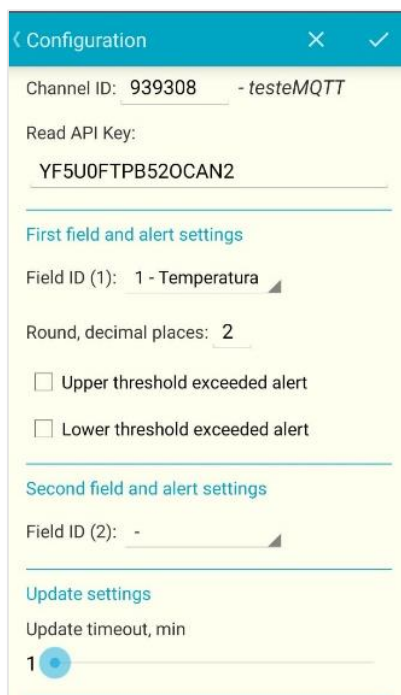 Configuration
Channel ID: 939308 - testeMQTT
Read API Key:
YF5U0FTPB52OCAN2
First field and alert settings
Field ID (1): 1 - Temperatura
Round, decimal places: 2
Upper threshold exceeded alert
Lower threshold exceeded alert
Second field and alert settings
Field ID (2): -
Update settings
Update timeout, min
1